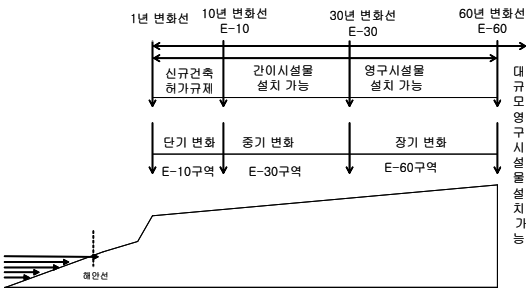 1년 변화선
10년 변화선
E-10
30년 변화선
E-30
60년 변화선
E-60
신규건축
허가규제
간이시설물
설치 가능
영구시설물
설치 가능
대규모영구시설물설치가능
단기 변화
중기 변화
장기 변화
E-10구역
E-30구역
E-60구역
해안선